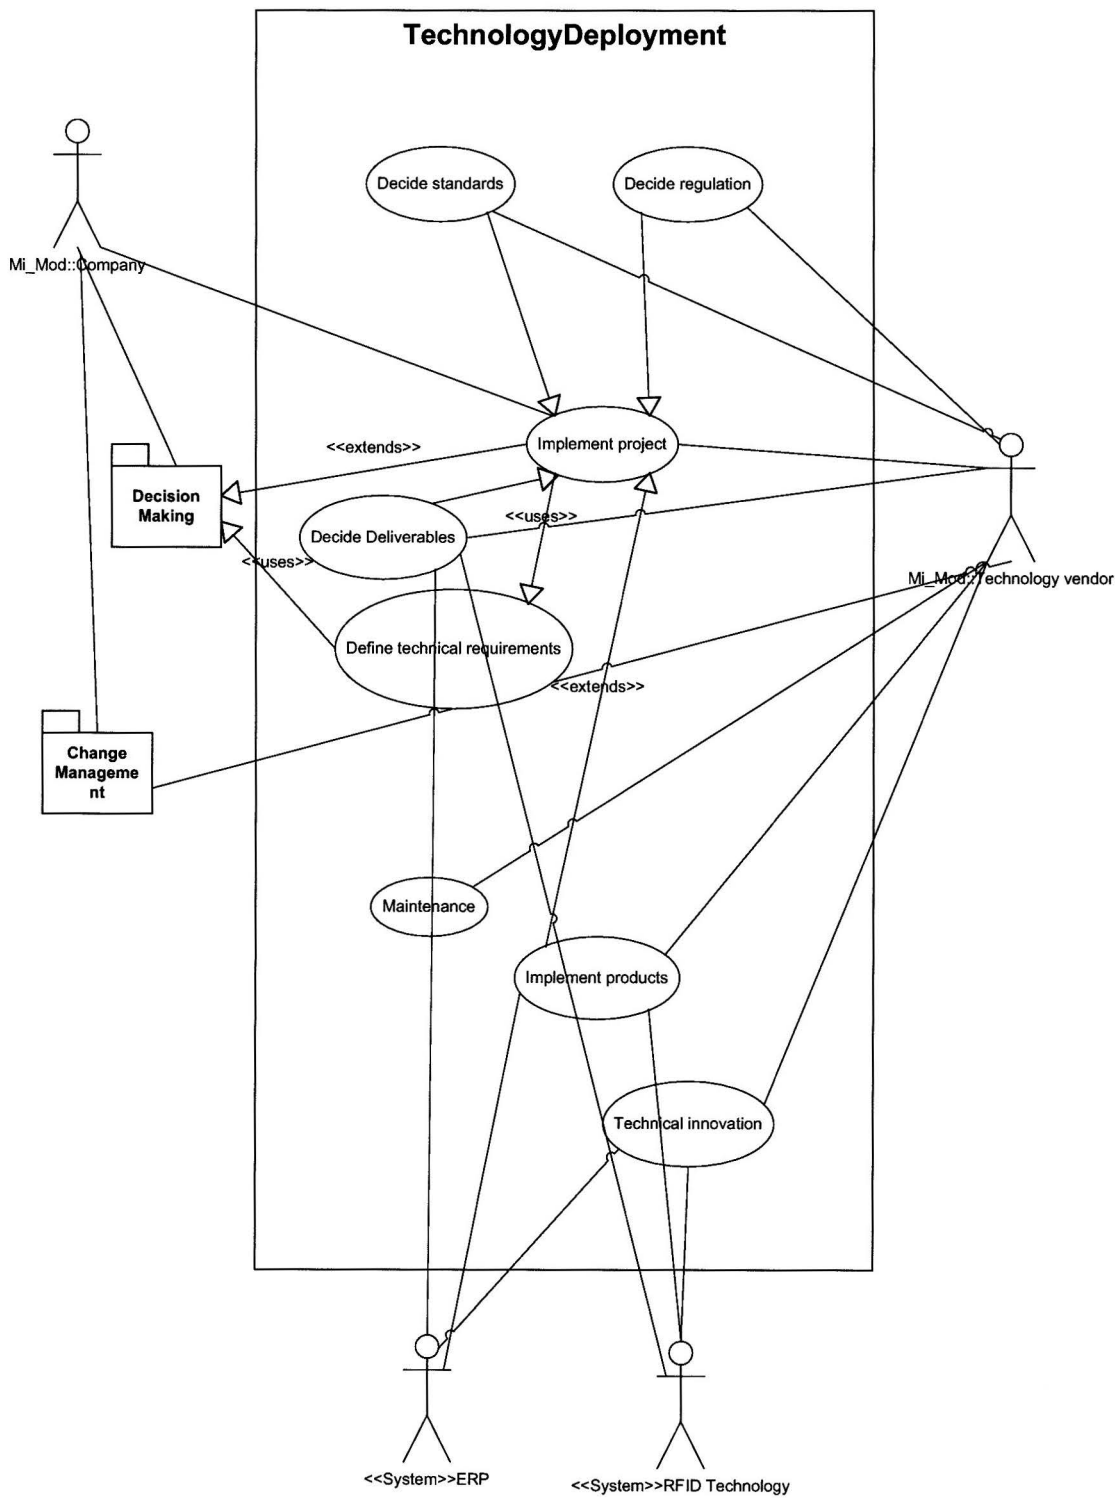 TechnologyDeployment
Decide standards
Decide regulation
Mi_Mod::Company
<<extends>>
Implement project
Decision
Making
<<uses>>
Decide Deliverables
<<uses>>
Mi_Mod::Technology vendor
Define technical requirements
<<extends>>
Change
Manageme
nt
Maintenance
Implement products
Technical innovation
<<System>>ERP
<<System>>RFID Technology